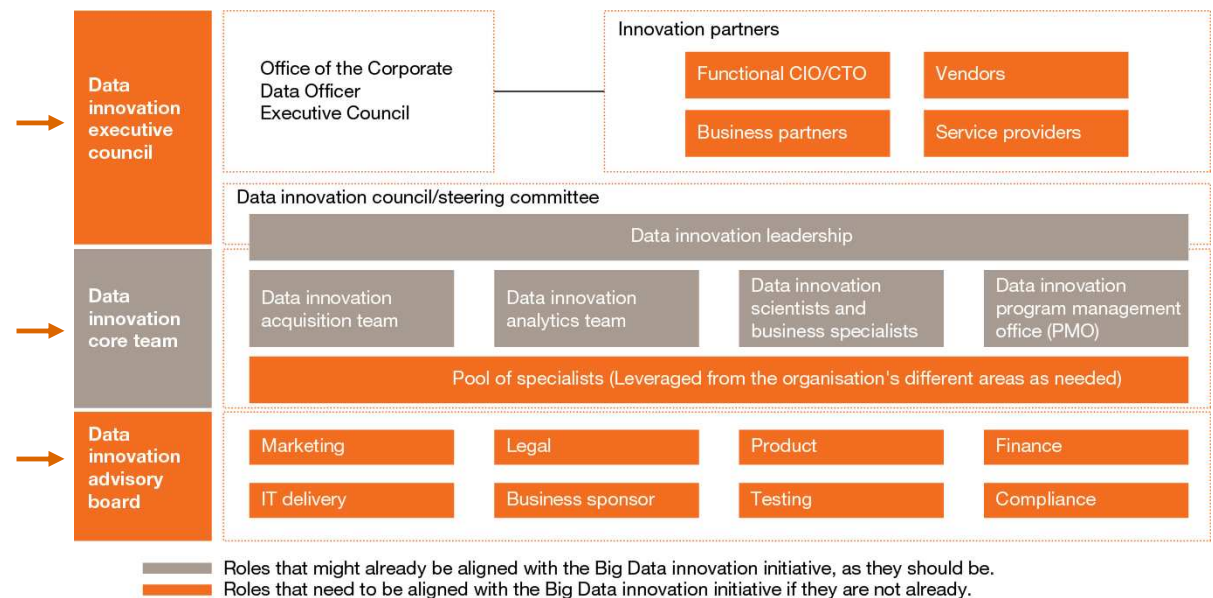 Data
innovation
executive
council
Office of the Corporate
Data Officer
Executive Council
Innovation partners
Functional CIO/CTO
Vendors
Business partners
Service providers
Data innovation council/steering committee
Data innovation leadership
Data
innovation
core team
Data innovation
acquisition team
Data innovation
analytics team
Data innovation
scientists and
business specialists
Data innovation
program management
office (PMO)
Pool of specialists (Leveraged from the organisation's different areas as needed)
Data
innovation
advisory
board
Marketing
Legal
Product
Finance
IT delivery
Business sponsor
Testing
Compliance
Roles that might already be aligned with the Big Data innovation initiative, as they should be.
Roles that need to be aligned with the Big Data innovation initiative if they are not already.